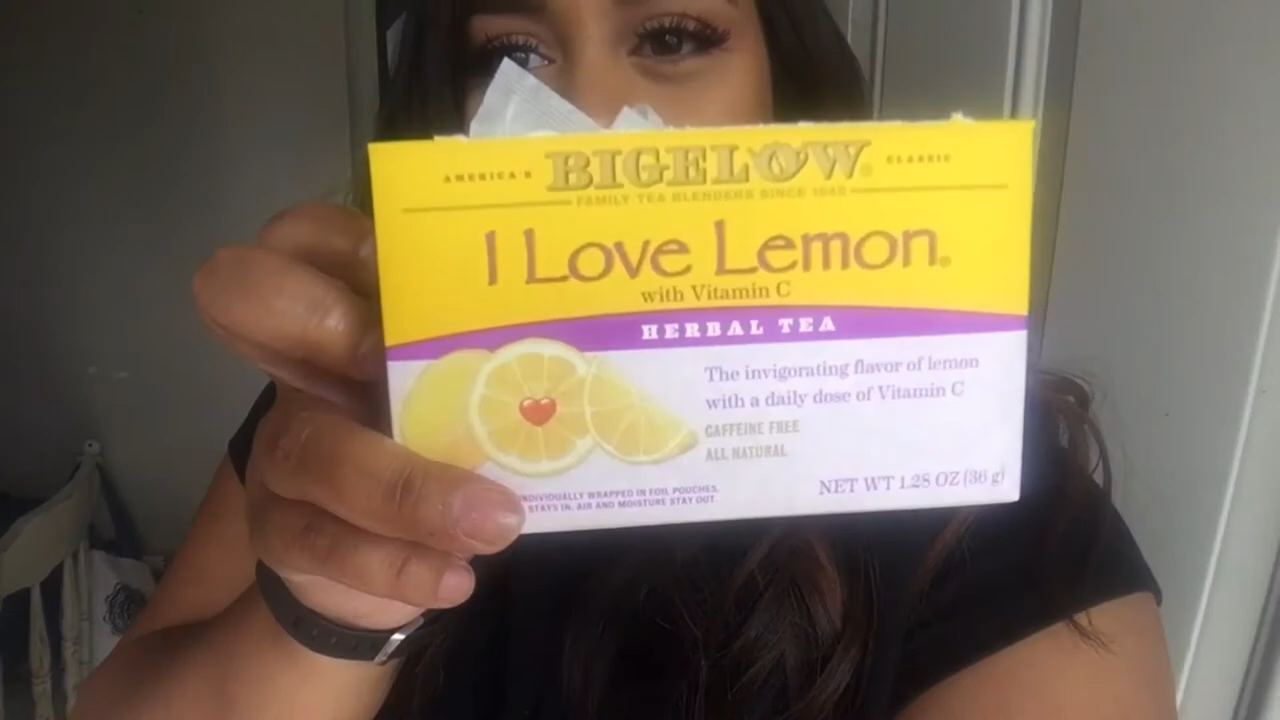 AMERICA'S BIGELOW® CLASSIC
FAMILY TEA BLENDERS SINCE 1945
I LOVE LEMON®
with Vitamin C
HERBAL TEA
The invigorating flavor of lemon
with a daily dose of Vitamin C
CAFFEINE FREE
ALL NATURAL
INDIVIDUALLY WRAPPED IN FOIL POUCHES.
STAYS IN. AIR AND MOISTURE STAY OUT.
NET WT 1.28 OZ (36 g)